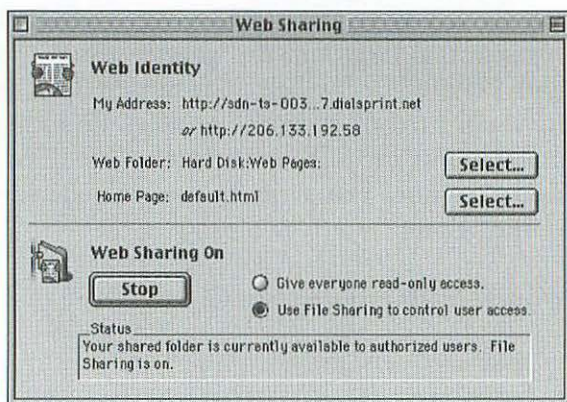 Web Sharing
Web Identity
My Address: http://sdn-ts-003...7.dialsprint.net
or http://206.133.192.58
Web Folder: Hard Disk:Web Pages:
Select...
Home Page: default.html
Select...
Web Sharing On
Stop
Give everyone read-only access.
Use File Sharing to control user access.
Status
Your shared folder is currently available to authorized users. File
Sharing is on.